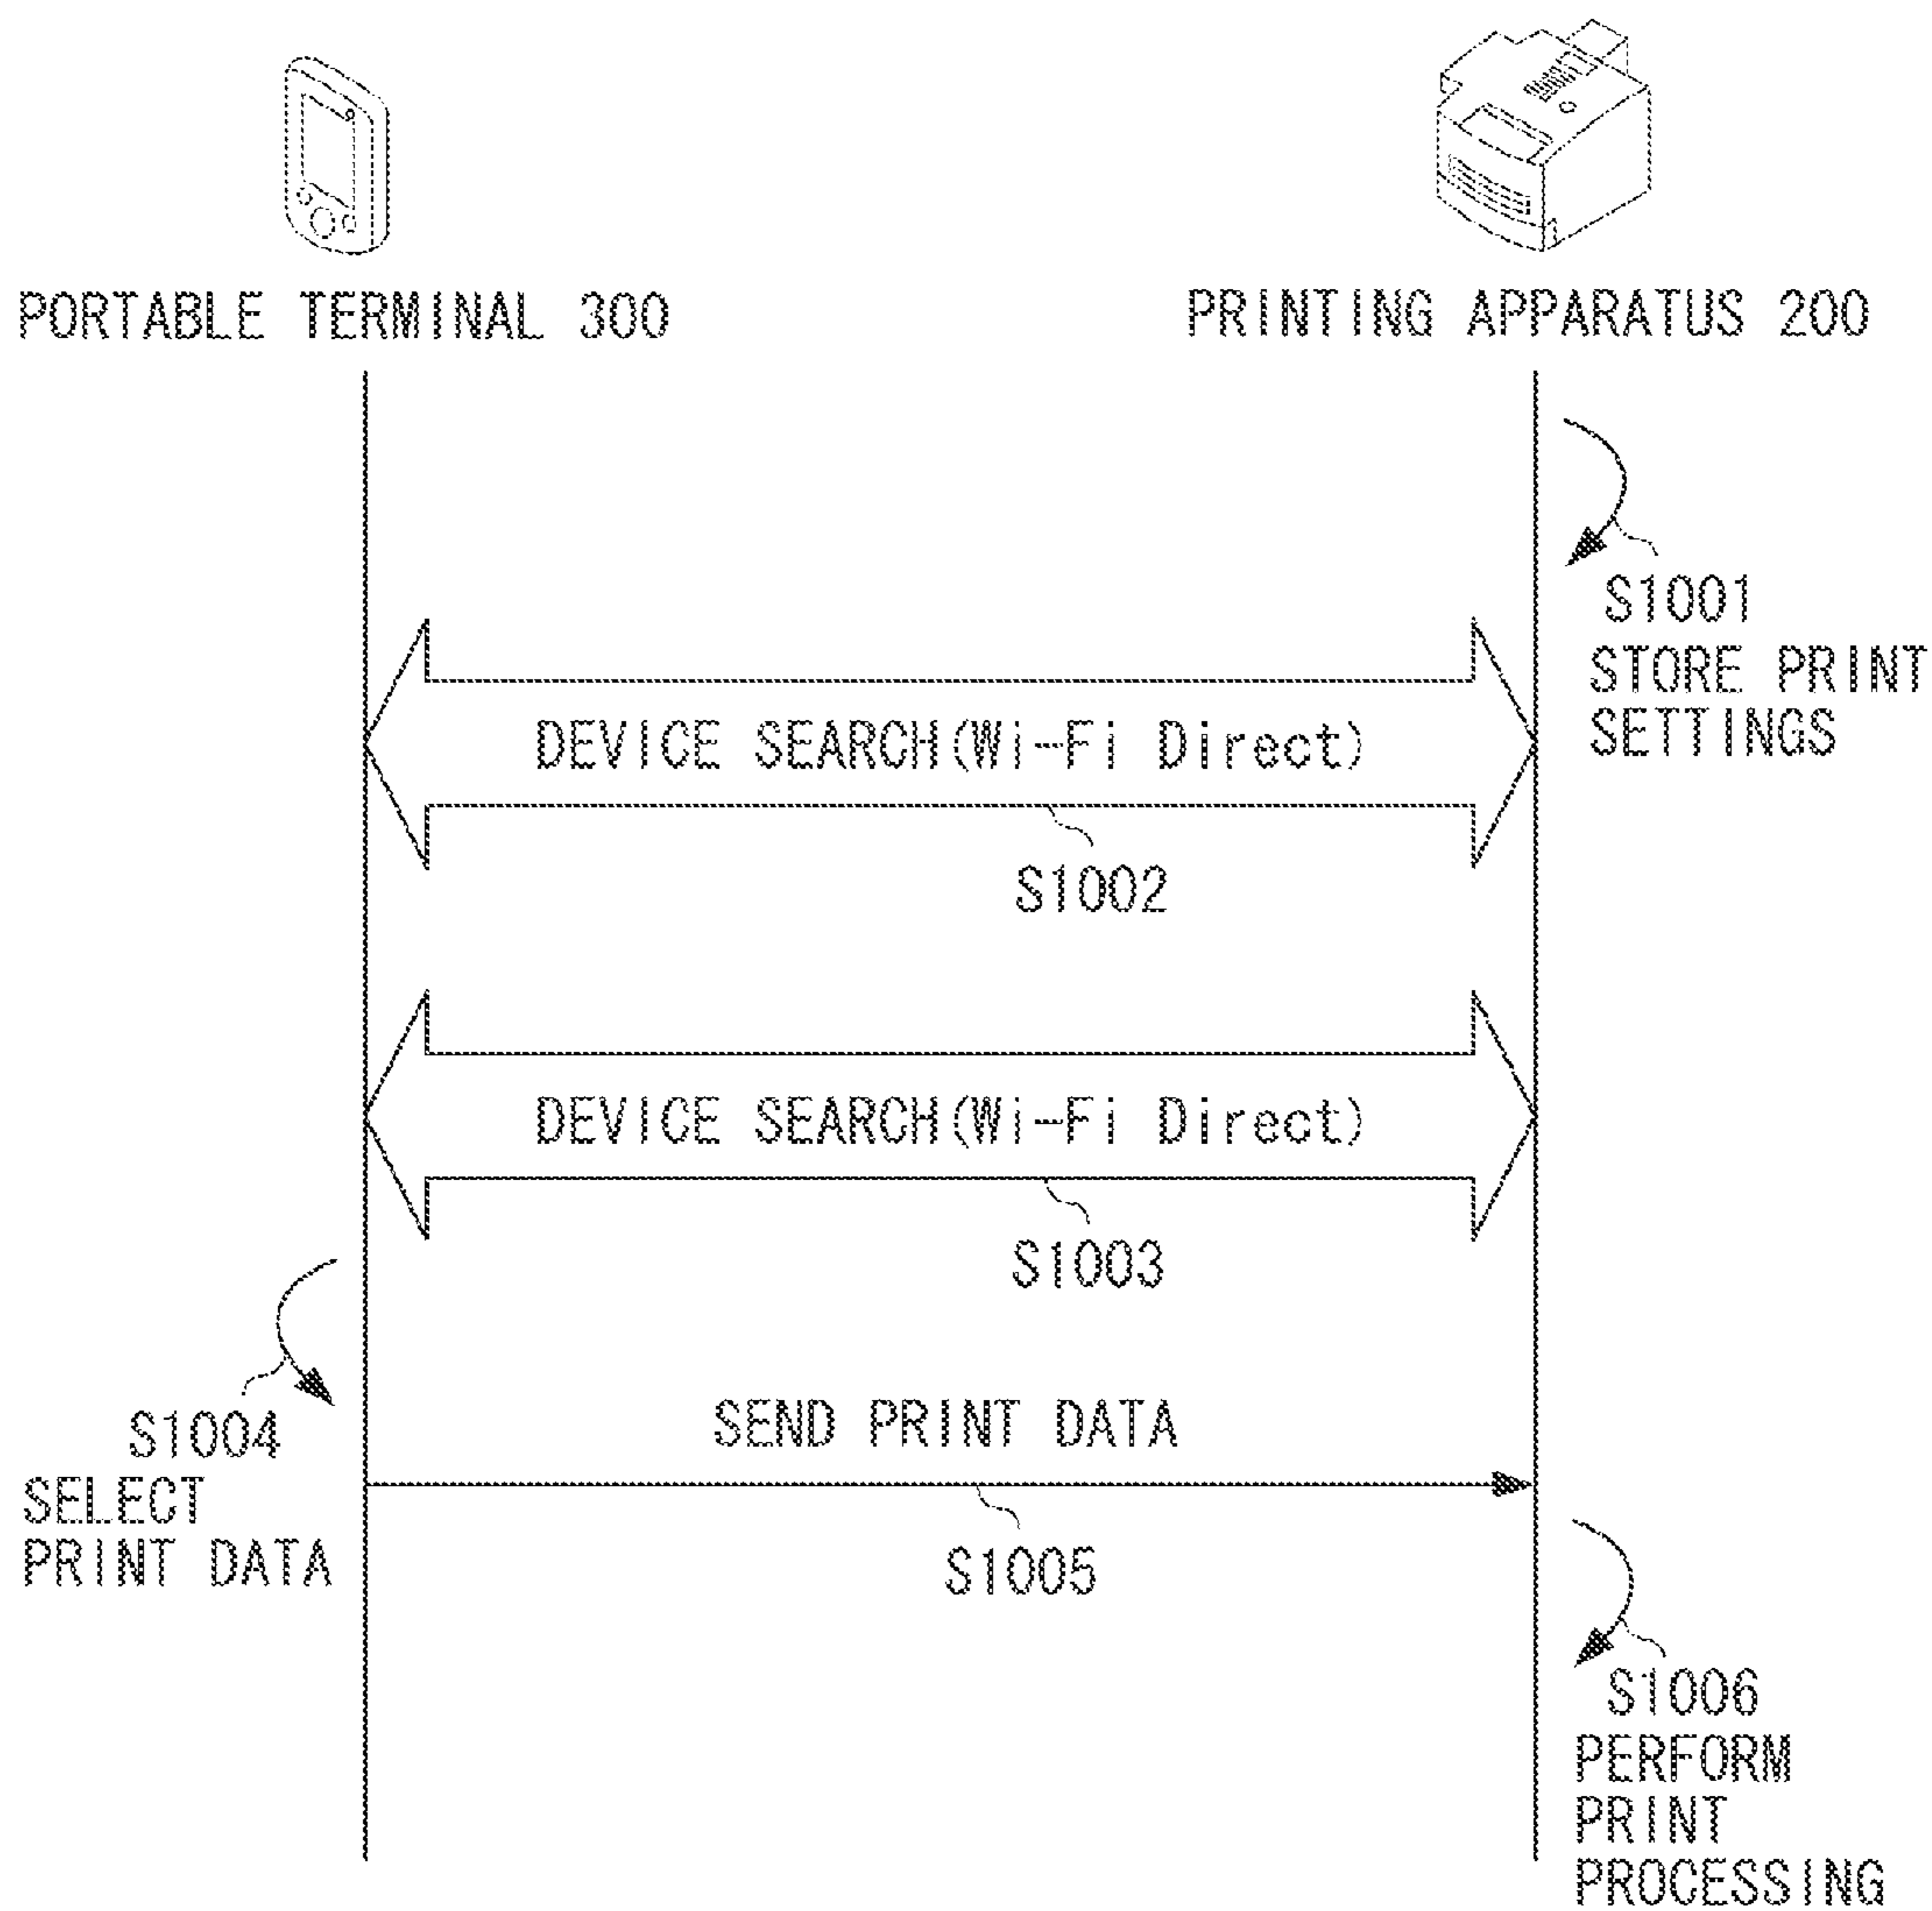 PORTABLE TERMINAL 300
PRINTING APPARATUS 200
S1001
STORE PRINT
SETTINGS
DEVICE SEARCH(Wi-Fi Direct)
S1002
DEVICE SEARCH(Wi-Fi Direct)
S1003
S1004
SELECT
PRINT DATA
SEND PRINT DATA
S1005
S1006
PERFORM
PRINT
PROCESSING